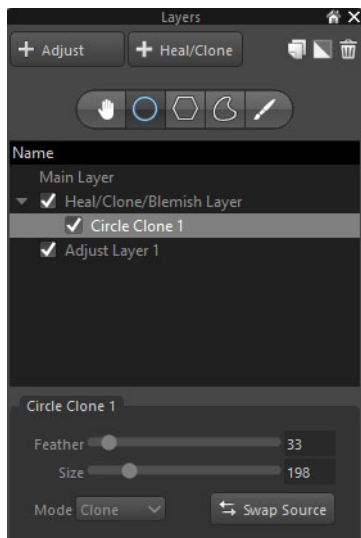 Layers
+ Adjust + Heal/Clone
Name
Main Layer
Heal/Clone/Blemish Layer
Circle Clone 1
Adjust Layer 1
Circle Clone 1
Feather 33
Size 198
Mode Clone Swap Source